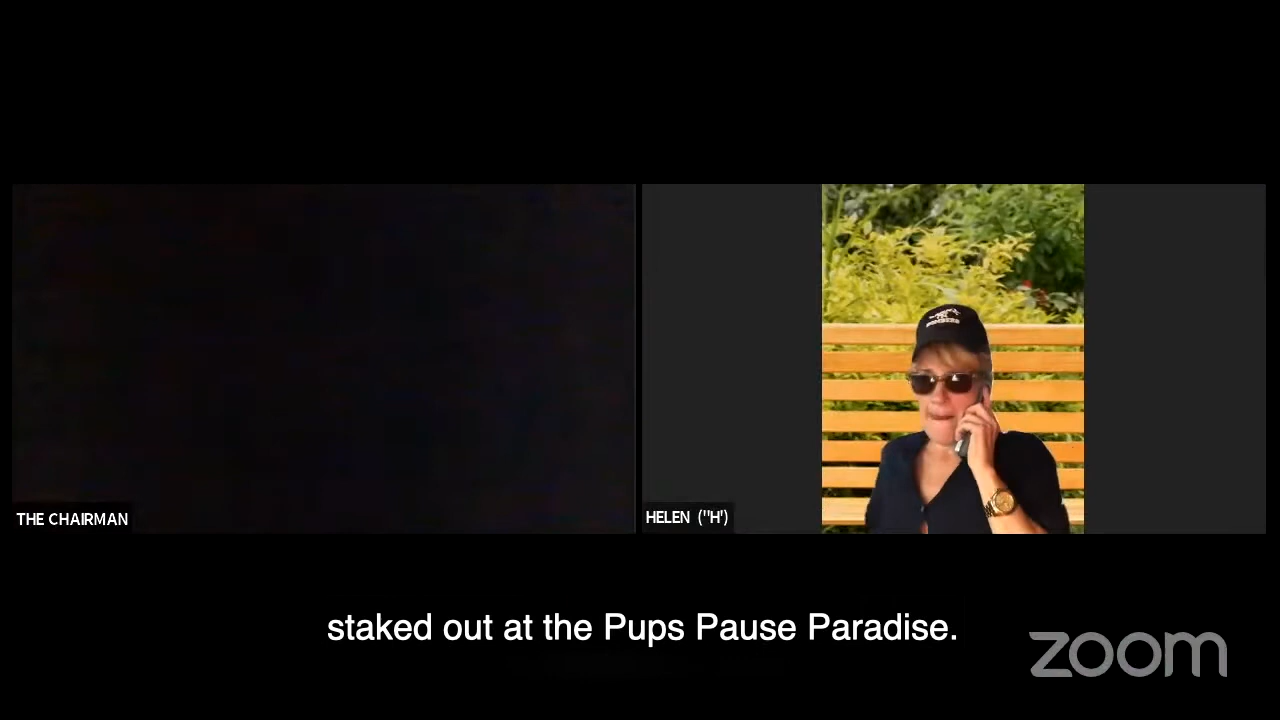 THE CHAIRMAN
HELEN ("H')
staked out at the Pups Pause Paradise.
zoom